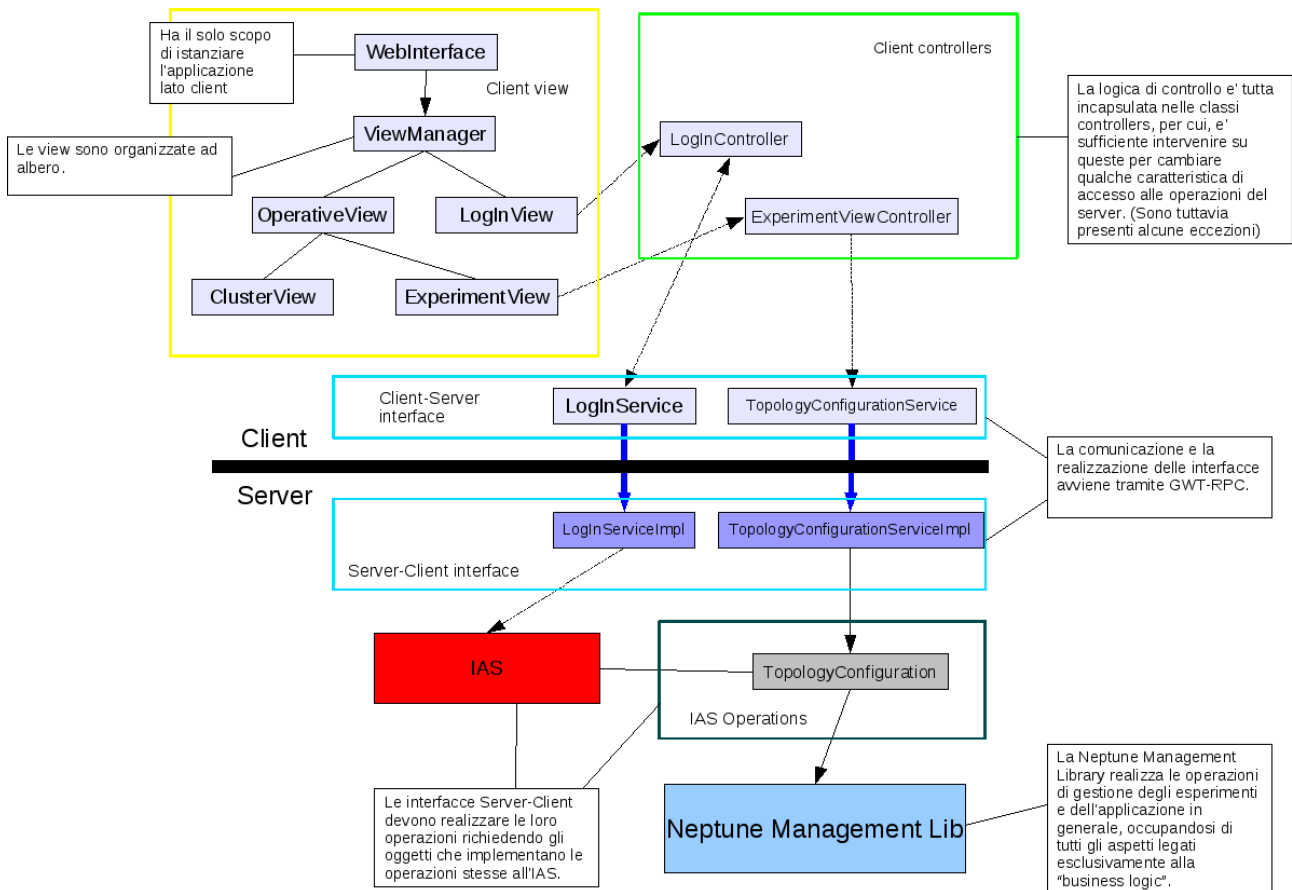 Ha il solo scopo
di istanziare
l'applicazione
lato client
WebInterface
Client view
ViewManager
Le view sono organizzate ad
albero.
OperativeView
LogInView
ClusterView
ExperimentView
Client controllers
LogInController
ExperimentViewController
La logica di controllo e' tutta
incapsulata nelle classi
controllers, per cui, e'
sufficiente intervenire su
queste per cambiare
qualche caratteristica di
accesso alle operazioni del
server. (Sono tuttavia
presenti alcune eccezioni)
Client-Server
interface
LogInService
TopologyConfigurationService
Client
Server
La comunicazione e la
realizzazione delle interfacce
avviene tramite GWT-RPC.
LogInServiceImpl
TopologyConfigurationServiceImpl
Server-Client interface
IAS
TopologyConfiguration
IAS Operations
Le interfacce Server-Client
devono realizzare le loro
operazioni richiedendo gli
oggetti che implementano le
operazioni stesse all'IAS.
Neptune Management Lib
La Neptune Management
Library realizza le operazioni
di gestione degli esperimenti
e dell'applicazione in
generale, occupandosi di
tutti gli aspetti legati
esclusivamente alla
"business logic".